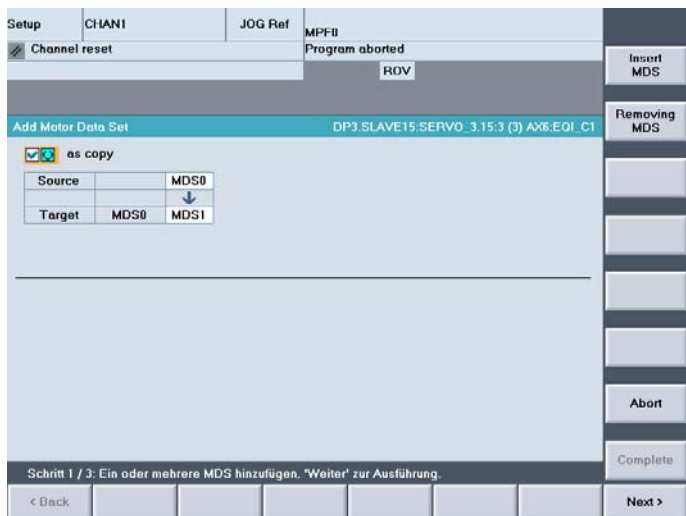 Setup CHAN1 JOG Ref MPF0
Channel reset Program aborted
ROV
Insert MDS
Removing MDS
Add Motor Data Set DP3.SLAVE15:SERVO_3.15:3 (3) AX6:EQI_C1
as copy
Source MDS0
Target MDS0 MDS1
Abort
Complete
Schritt 1 / 3: Ein oder mehrere MDS hinzufügen, 'Weiter' zur Ausführung.
< Back Next >